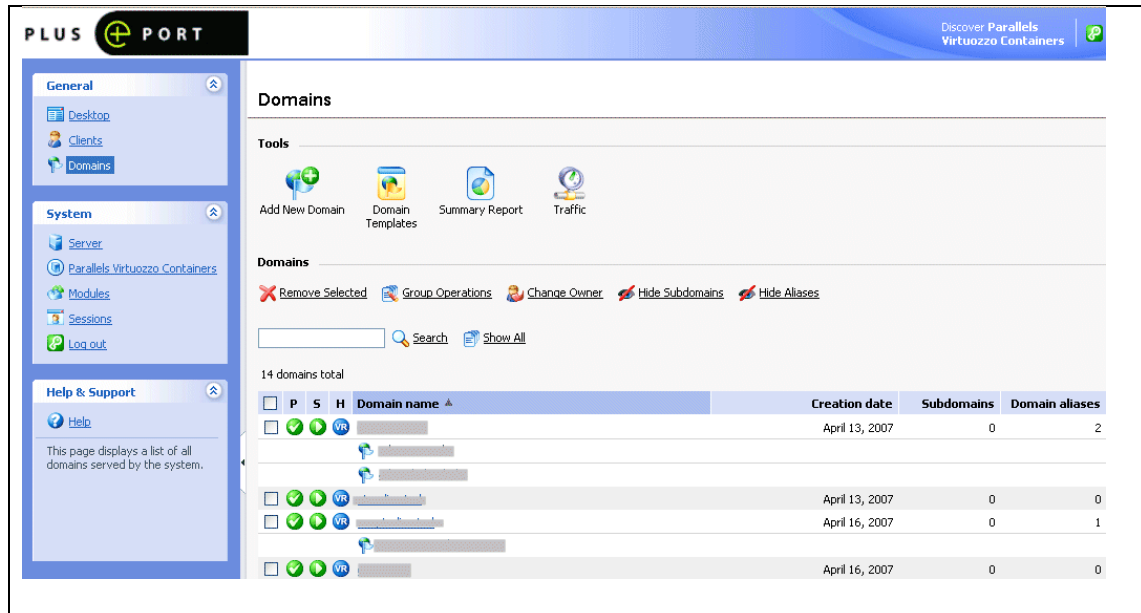 PLUS e PORT
Discover Parallels
Virtuozzo Containers
General
Desktop
Clients
Domains
System
Server
Parallels Virtuozzo Containers
Modules
Sessions
Log out
Help & Support
Help
This page displays a list of all
domains served by the system.
Domains
Tools
Add New Domain
Domain
Templates
Summary Report
Traffic
Domains
Remove Selected Group Operations Change Owner Hide Subdomains Hide Aliases
Search Show All
14 domains total
P S H Domain name Creation date Subdomains Domain aliases
VR April 13, 2007 0 2
VR April 13, 2007 0 0
VR April 16, 2007 0 1
VR April 16, 2007 0 0